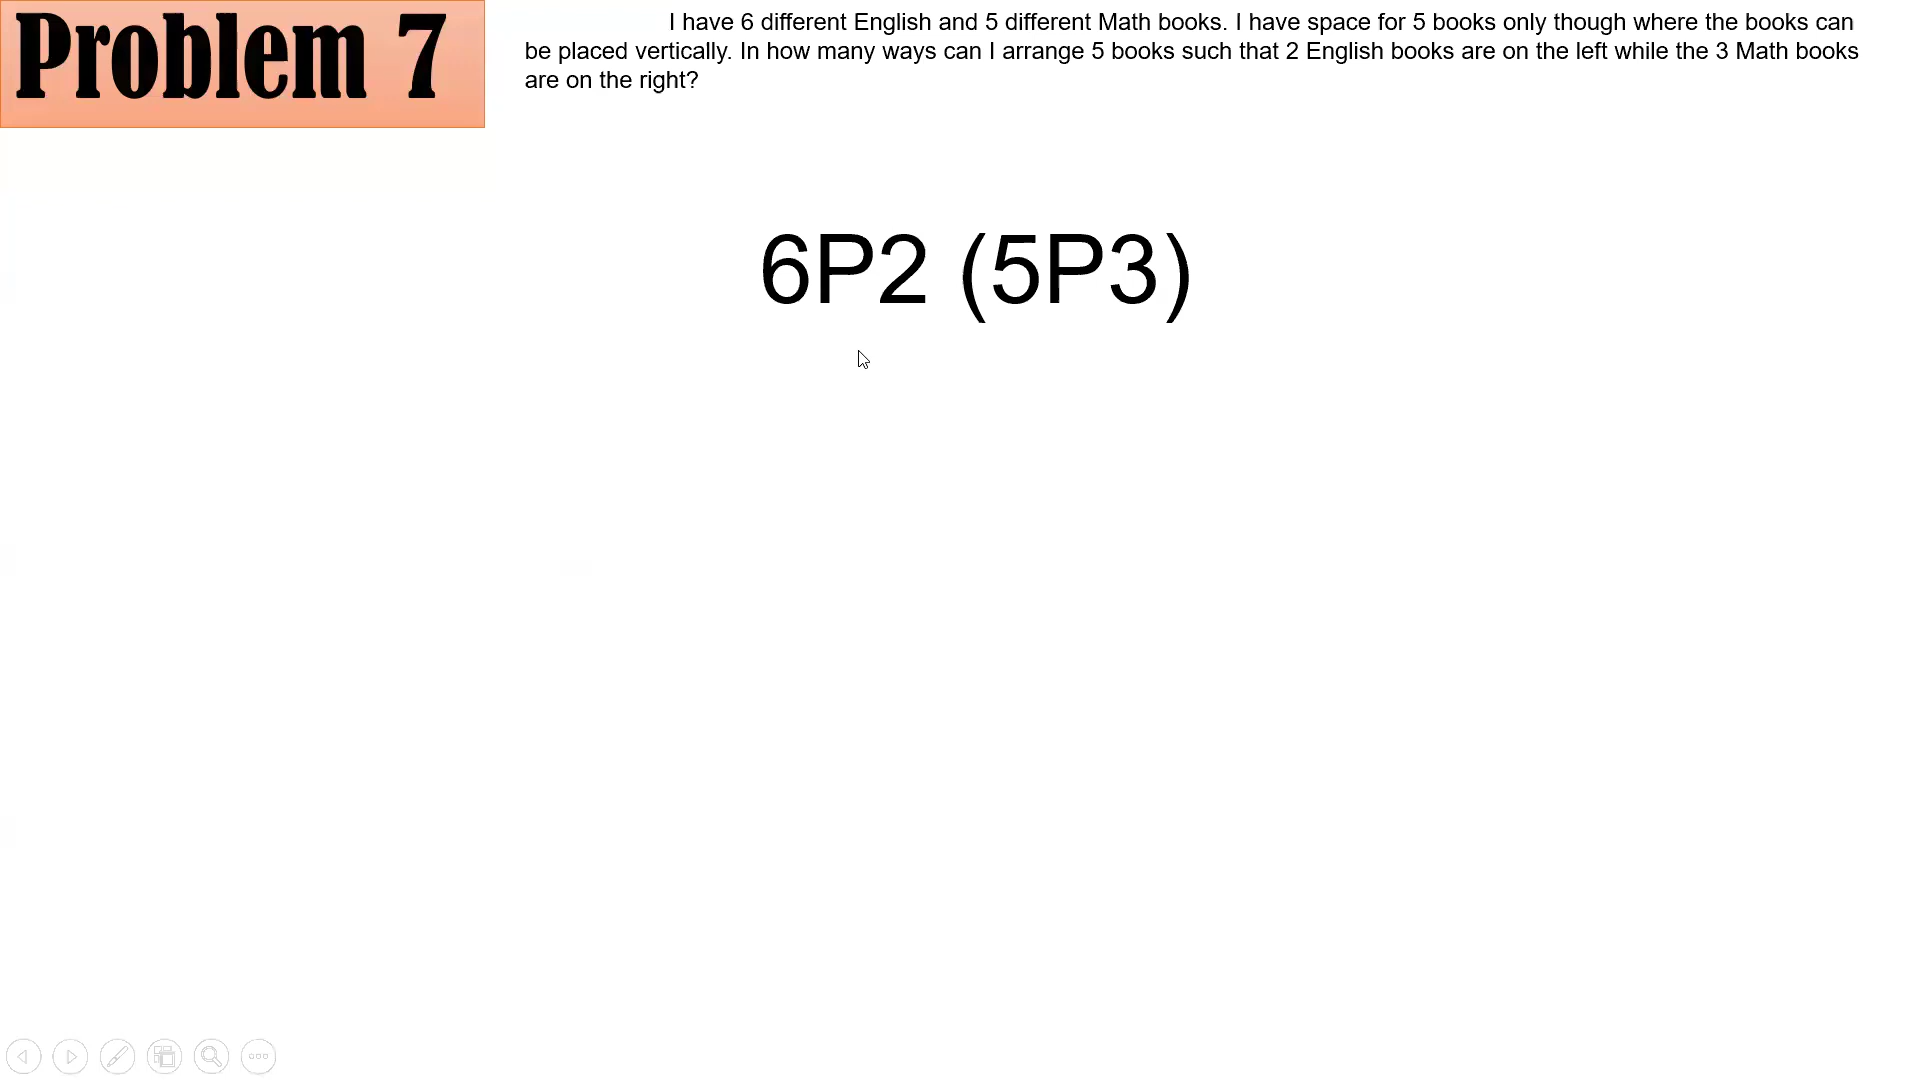 Problem 7
I have 6 different English and 5 different Math books. I have space for 5 books only though where the books can
be placed vertically. In how many ways can I arrange 5 books such that 2 English books are on the left while the 3 Math books
are on the right?
6P2 (5P3)